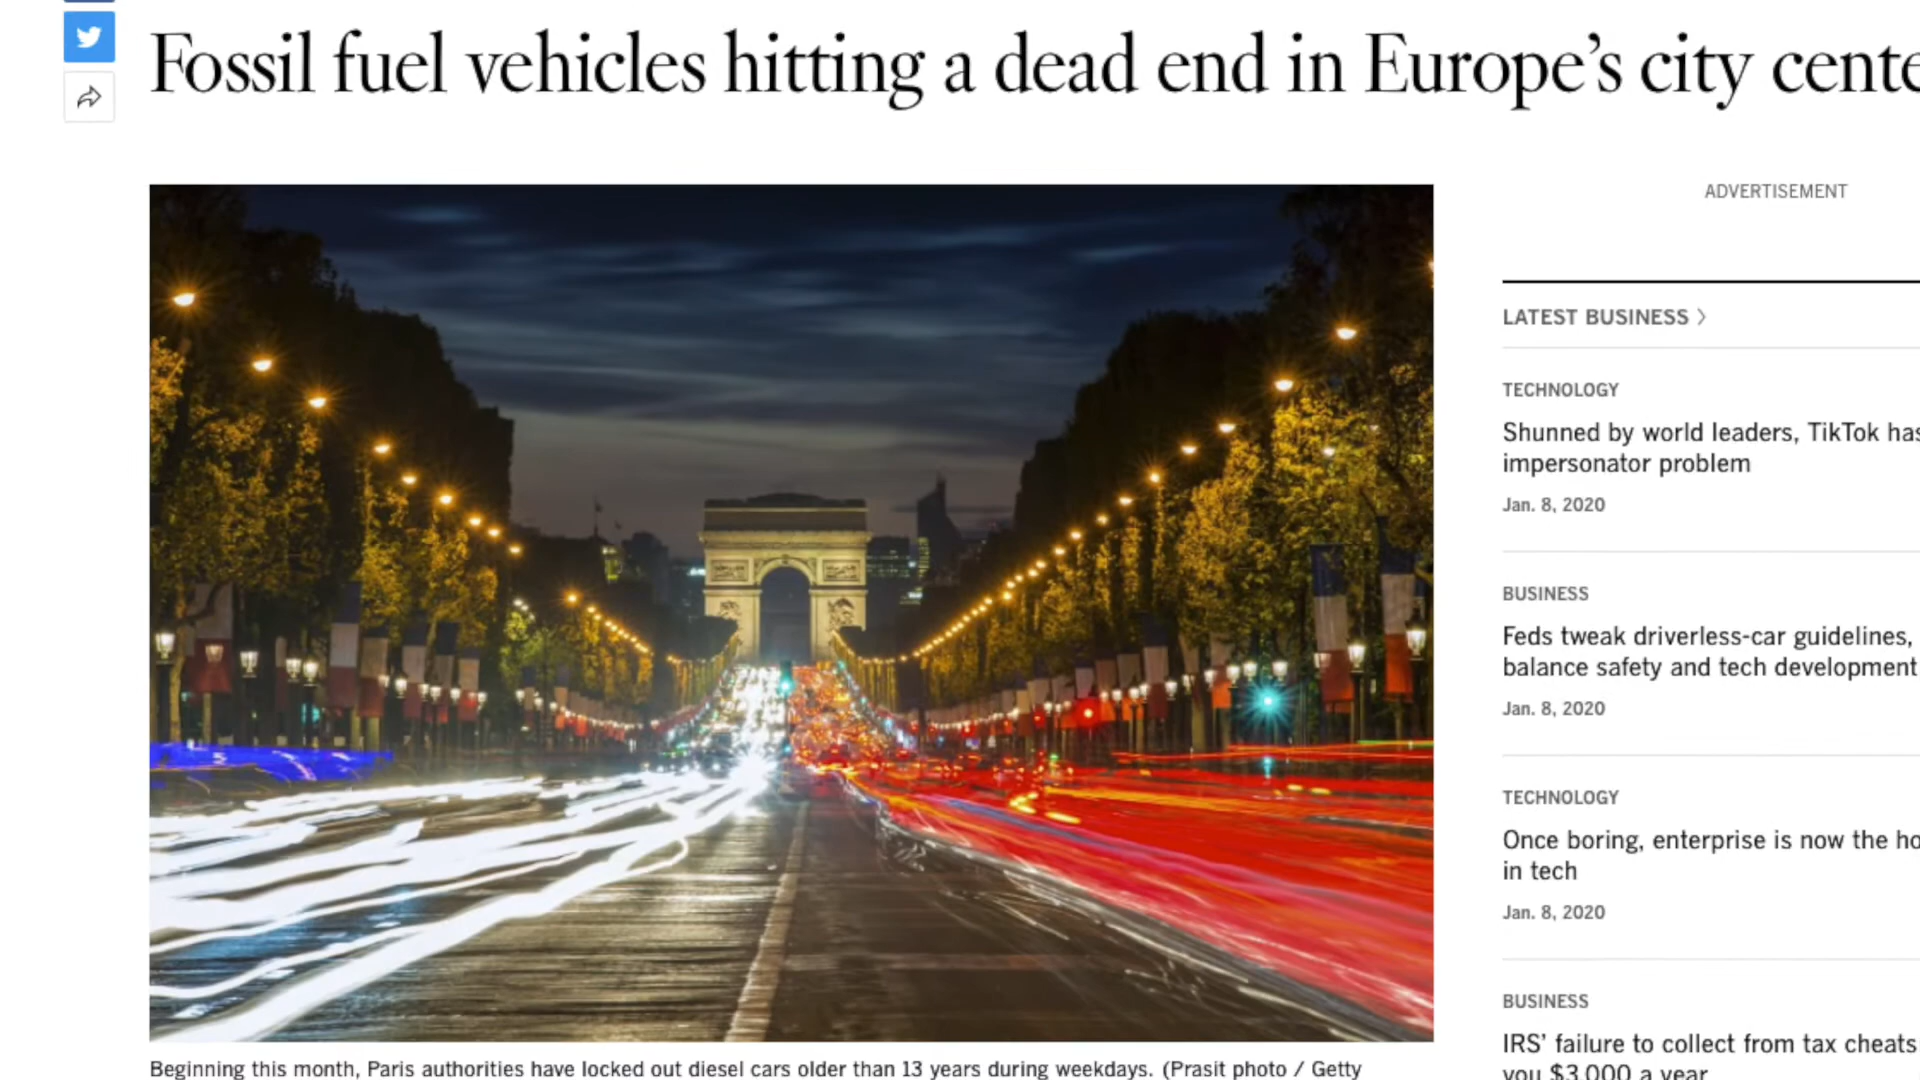 Fossil fuel vehicles hitting a dead end in Europe’s city cente
ADVERTISEMENT
LATEST BUSINESS >
TECHNOLOGY
Shunned by world leaders, TikTok has
impersonator problem
Jan. 8, 2020
BUSINESS
Feds tweak driverless-car guidelines,
balance safety and tech development
Jan. 8, 2020
TECHNOLOGY
Once boring, enterprise is now the ho
in tech
Jan. 8, 2020
BUSINESS
IRS’ failure to collect from tax cheats
you $3,000 a year
Beginning this month, Paris authorities have locked out diesel cars older than 13 years during weekdays. (Prasit photo / Getty